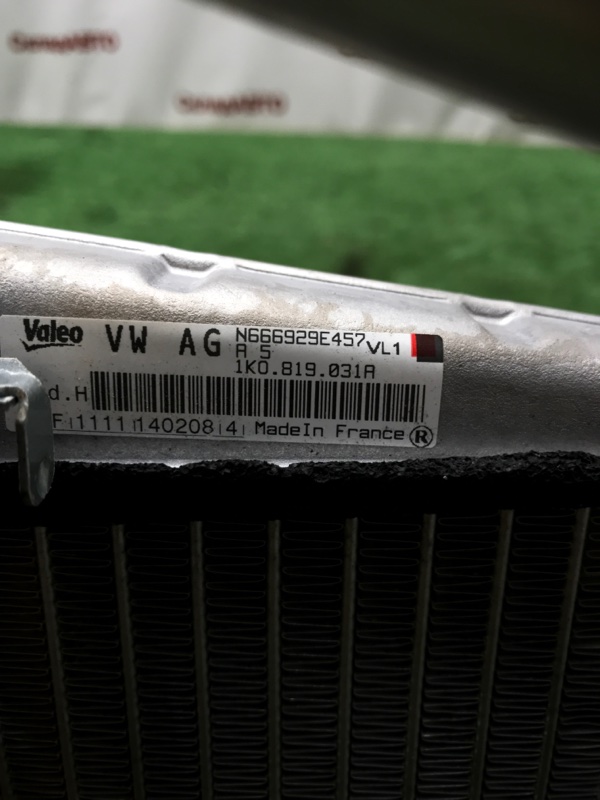 Valeo VW AG N666929E457 VL1
A 5
1K0.819.031A
d.H
F 1111 140208 4 MadeIn France R